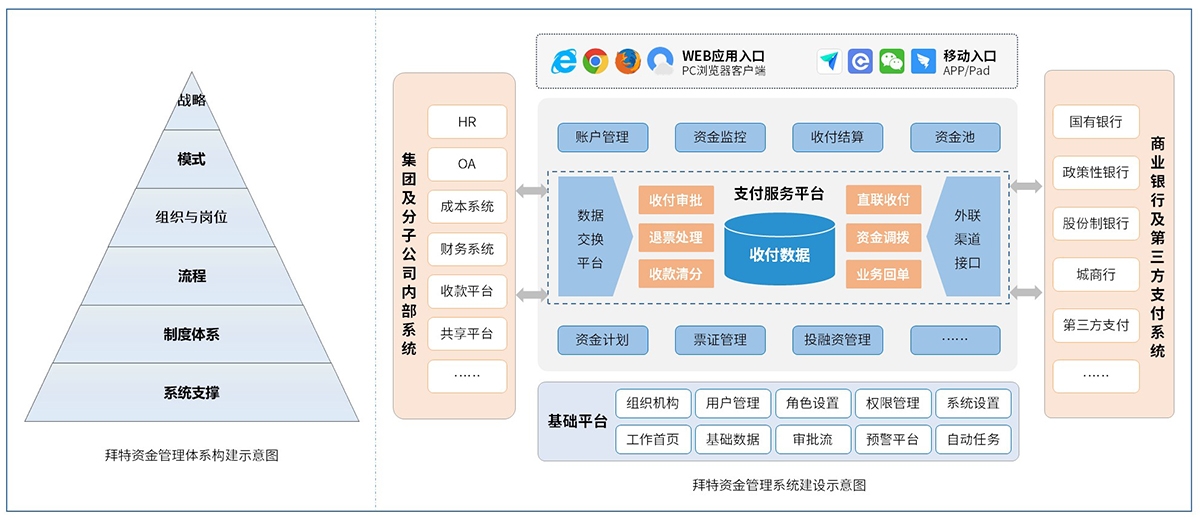 战略
模式
组织与岗位
流程
制度体系
系统支撑
拜特资金管理体系构建示意图
WEB应用入口
PC浏览器客户端
移动入口
APP/Pad
集团及分子公司内部系统
HR
OA
成本系统
财务系统
收款平台
共享平台
……
账户管理
资金监控
收付结算
资金池
数据
交换
平台
收付审批
退票处理
收款清分
支付服务平台
收付数据
直联收付
资金调拨
业务回单
外联
渠道
接口
资金计划
票证管理
投融资管理
……
商业银行及第三方支付系统
国有银行
政策性银行
股份制银行
城商行
第三方支付
……
基础平台
组织机构
用户管理
角色设置
权限管理
系统设置
工作首页
基础数据
审批流
预警平台
自动任务
拜特资金管理系统建设示意图